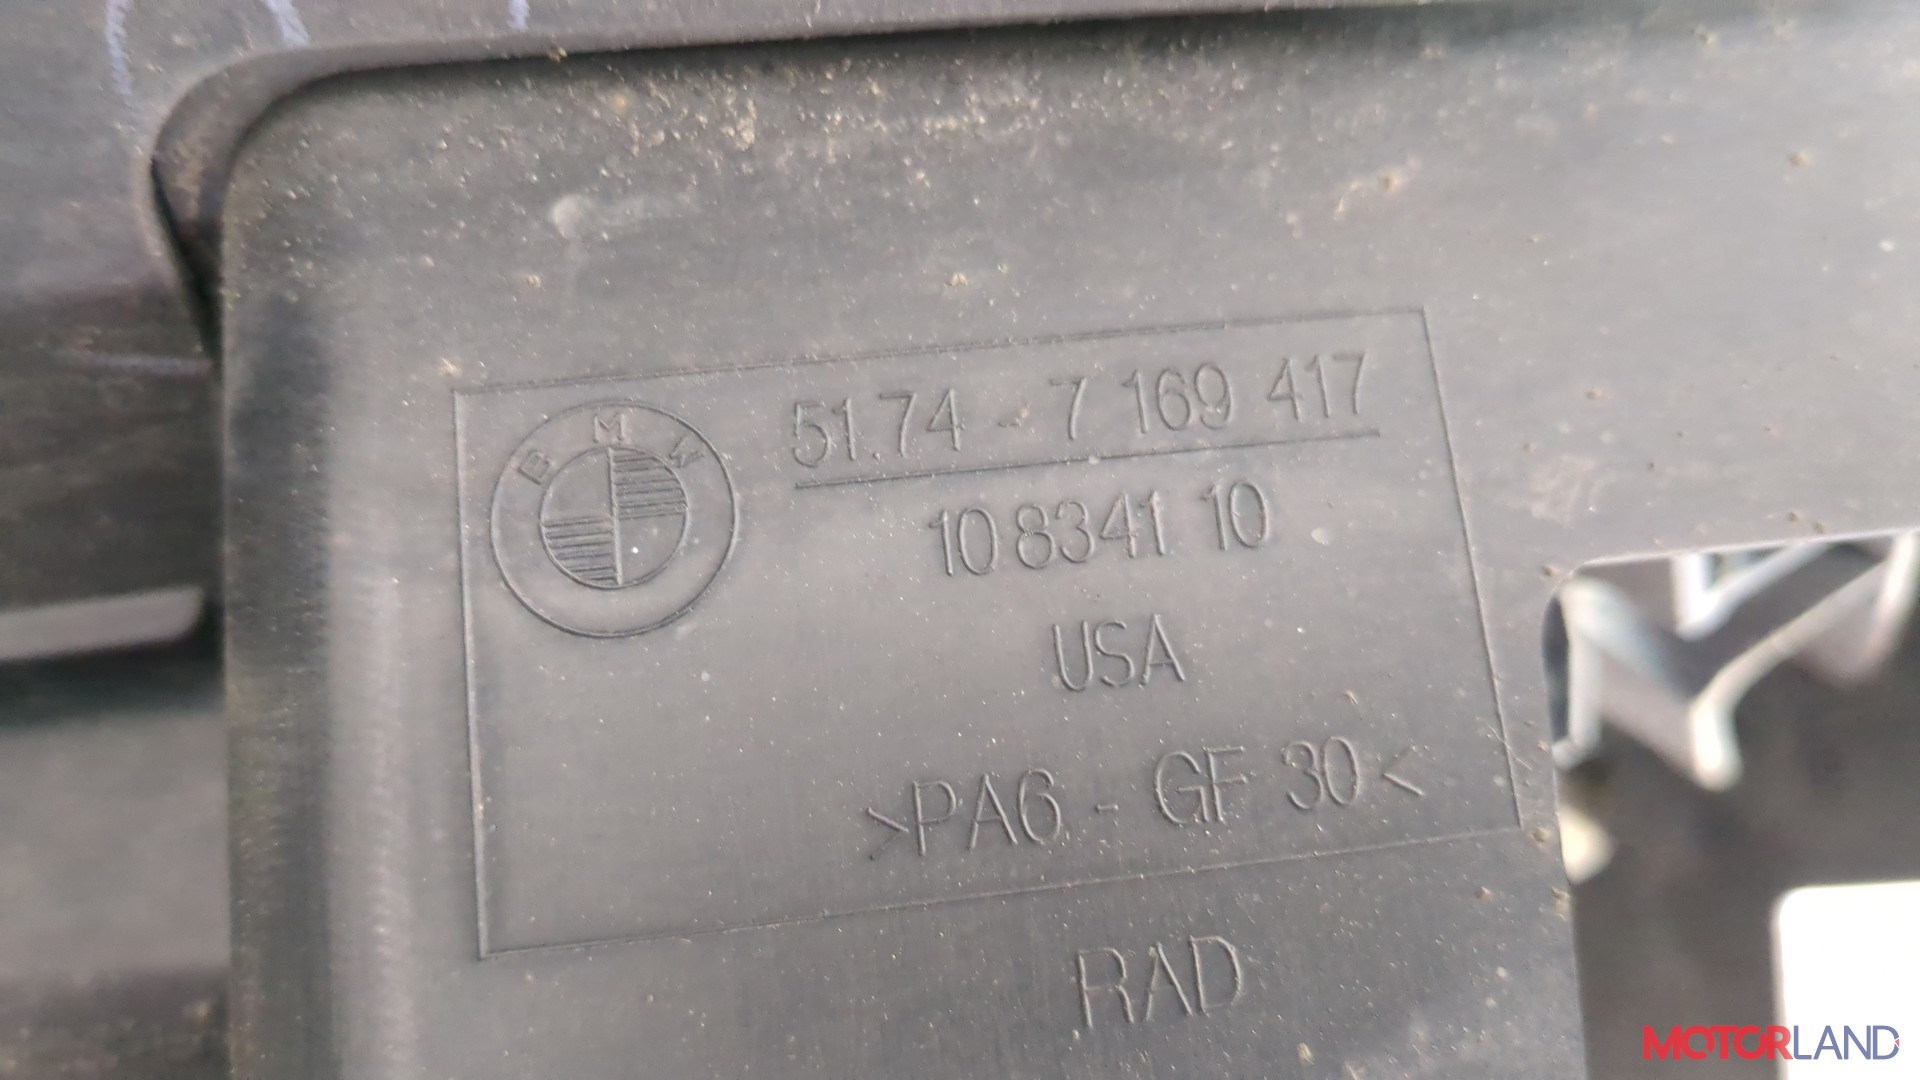 BMW
51.74 - 7 169 417
10 8341 10
USA
>PA6 - GF 30<
RAD
MOTORLAND